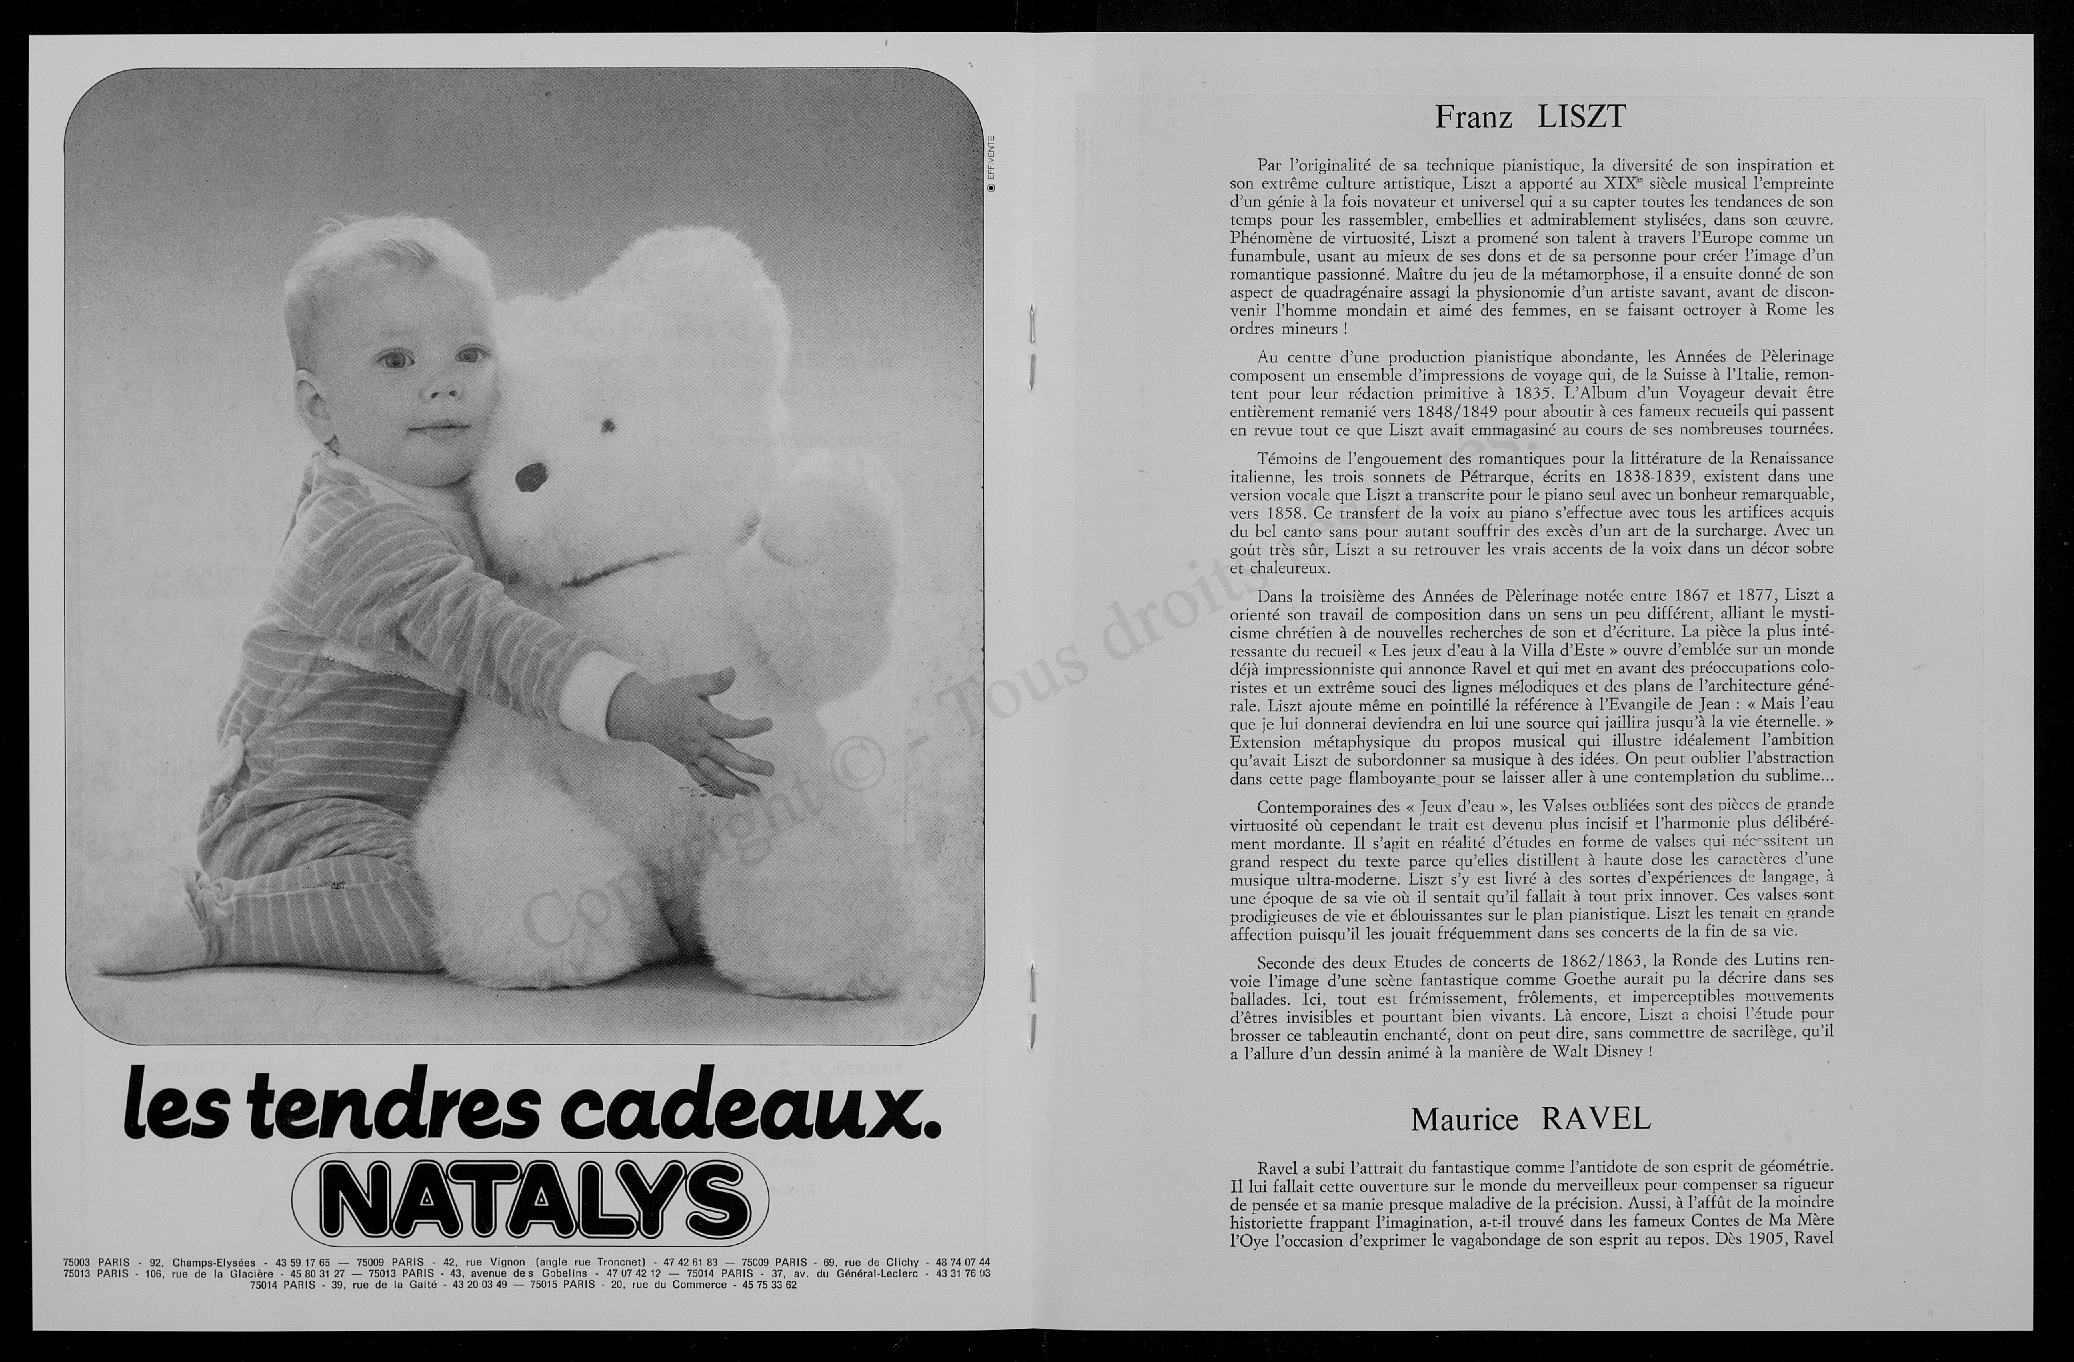 ● EFFIVENTE
les tendres cadeaux.
NATALYS
75003 PARIS - 92, Champs-Elysées - 43 59 17 65 — 75009 PARIS - 42, rue Vignon (angle rue Tronchet) - 47 42 61 83 — 75009 PARIS - 69, rue de Clichy - 48 74 07 44
75013 PARIS - 106, rue de la Glacière - 45 80 31 27 — 75013 PARIS - 43, avenue des Gobelins - 47 07 42 12 — 75014 PARIS - 37, av. du Général-Leclerc - 43 31 76 03
75014 PARIS - 39, rue de la Gaîté - 43 20 03 49 — 75015 PARIS - 20, rue du Commerce - 45 75 33 62
Franz LISZT
Par l'originalité de sa technique pianistique, la diversité de son inspiration et
son extrême culture artistique, Liszt a apporté au XIXe siècle musical l'empreinte
d'un génie à la fois novateur et universel qui a su capter toutes les tendances de son
temps pour les rassembler, embellies et admirablement stylisées, dans son œuvre.
Phénomène de virtuosité, Liszt a promené son talent à travers l'Europe comme un
funambule, usant au mieux de ses dons et de sa personne pour créer l'image d'un
romantique passionné. Maître du jeu de la métamorphose, il a ensuite donné de son
aspect de quadragénaire assagi la physionomie d'un artiste savant, avant de discon-
venir l'homme mondain et aimé des femmes, en se faisant octroyer à Rome les
ordres mineurs !
Au centre d'une production pianistique abondante, les Années de Pèlerinage
composent un ensemble d'impressions de voyage qui, de la Suisse à l'Italie, remon-
tent pour leur rédaction primitive à 1835. L'Album d'un Voyageur devait être
entièrement remanié vers 1848/1849 pour aboutir à ces fameux recueils qui passent
en revue tout ce que Liszt avait emmagasiné au cours de ses nombreuses tournées.
Témoins de l'engouement des romantiques pour la littérature de la Renaissance
italienne, les trois sonnets de Pétrarque, écrits en 1838-1839, existent dans une
version vocale que Liszt a transcrite pour le piano seul avec un bonheur remarquable,
vers 1858. Ce transfert de la voix au piano s'effectue avec tous les artifices acquis
du bel canto sans pour autant souffrir des excès d'un art de la surcharge. Avec un
goût très sûr, Liszt a su retrouver les vrais accents de la voix dans un décor sobre
et chaleureux.
Dans la troisième des Années de Pèlerinage notée entre 1867 et 1877, Liszt a
orienté son travail de composition dans un sens un peu différent, alliant le mysti-
cisme chrétien à de nouvelles recherches de son et d'écriture. La pièce la plus inté-
ressante du recueil « Les jeux d'eau à la Villa d'Este » ouvre d'emblée sur un monde
déjà impressionniste qui annonce Ravel et qui met en avant des préoccupations colo-
ristes et un extrême souci des lignes mélodiques et des plans de l'architecture géné-
rale. Liszt ajoute même en pointillé la référence à l'Evangile de Jean : « Mais l'eau
que je lui donnerai deviendra en lui une source qui jaillira jusqu'à la vie éternelle. »
Extension métaphysique du propos musical qui illustre idéalement l'ambition
qu'avait Liszt de subordonner sa musique à des idées. On peut oublier l'abstraction
dans cette page flamboyante pour se laisser aller à une contemplation du sublime...
Contemporaines des « Jeux d'eau », les Valses oubliées sont des pièces de grande
virtuosité où cependant le trait est devenu plus incisif et l'harmonie plus délibéré-
ment mordante. Il s'agit en réalité d'études en forme de valses qui nécessitent un
grand respect du texte parce qu'elles distillent à haute dose les caractères d'une
musique ultra-moderne. Liszt s'y est livré à des sortes d'expériences de langage, à
une époque de sa vie où il sentait qu'il fallait à tout prix innover. Ces valses sont
prodigieuses de vie et éblouissantes sur le plan pianistique. Liszt les tenait en grande
affection puisqu'il les jouait fréquemment dans ses concerts de la fin de sa vie.
Seconde des deux Etudes de concerts de 1862/1863, la Ronde des Lutins ren-
voie l'image d'une scène fantastique comme Goethe aurait pu la décrire dans ses
ballades. Ici, tout est frémissement, frôlements, et imperceptibles mouvements
d'êtres invisibles et pourtant bien vivants. Là encore, Liszt a choisi l'étude pour
brosser ce tableautin enchanté, dont on peut dire, sans commettre de sacrilège, qu'il
a l'allure d'un dessin animé à la manière de Walt Disney !
Maurice RAVEL
Ravel a subi l'attrait du fantastique comme l'antidote de son esprit de géométrie.
Il lui fallait cette ouverture sur le monde du merveilleux pour compenser sa rigueur
de pensée et sa manie presque maladive de la précision. Aussi, à l'affût de la moindre
historiette frappant l'imagination, a-t-il trouvé dans les fameux Contes de Ma Mère
l'Oye l'occasion d'exprimer le vagabondage de son esprit au repos. Dès 1905, Ravel
Copyright © - Tous droits réservés.